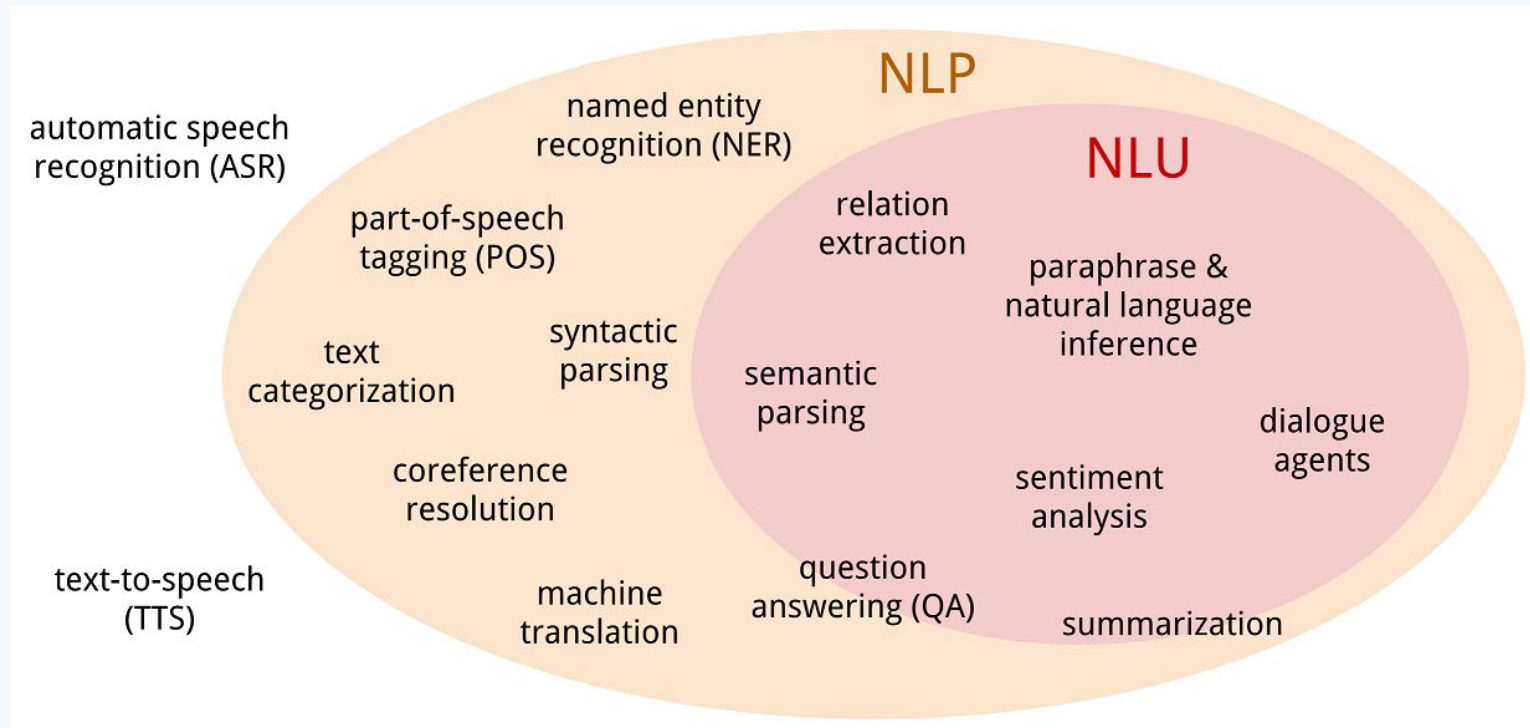 NLP
named entity
recognition (NER)
automatic speech
recognition (ASR)
NLU
relation
extraction
part-of-speech
tagging (POS)
paraphrase &
natural language
inference
syntactic
parsing
text
categorization
semantic
parsing
dialogue
agents
coreference
resolution
sentiment
analysis
question
answering (QA)
text-to-speech
(TTS)
machine
translation
summarization